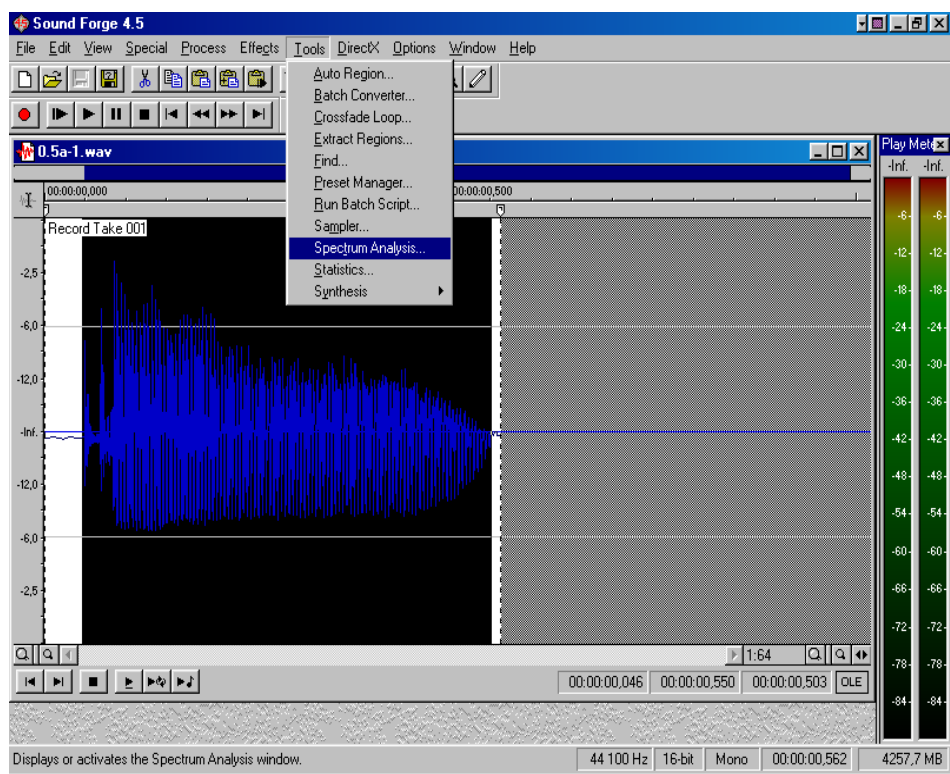 Sound Forge 4.5
File Edit View Special Process Effects Tools DirectX Options Window Help
Auto Region...
Batch Converter...
Crossfade Loop...
Extract Regions...
Find...
Preset Manager...
Run Batch Script...
Sampler...
Spectrum Analysis...
Statistics...
Synthesis
0.5a-1.wav
00:00:00,000
00:00:00,500
Record Take 001
-2,5
-6,0
-12,0
-Inf.
-12,0
-6,0
-2,5
1:64
00:00:00,046 00:00:00,550 00:00:00,503 OLE
Play Mete
-Inf. -Inf.
-6- -6-
-12- -12-
-18- -18-
-24- -24-
-30- -30-
-36- -36-
-42- -42-
-48- -48-
-54- -54-
-60- -60-
-66- -66-
-72- -72-
-78- -78-
-84- -84-
Displays or activates the Spectrum Analysis window.
44 100 Hz 16-bit Mono 00:00:00,562 4257,7 MB